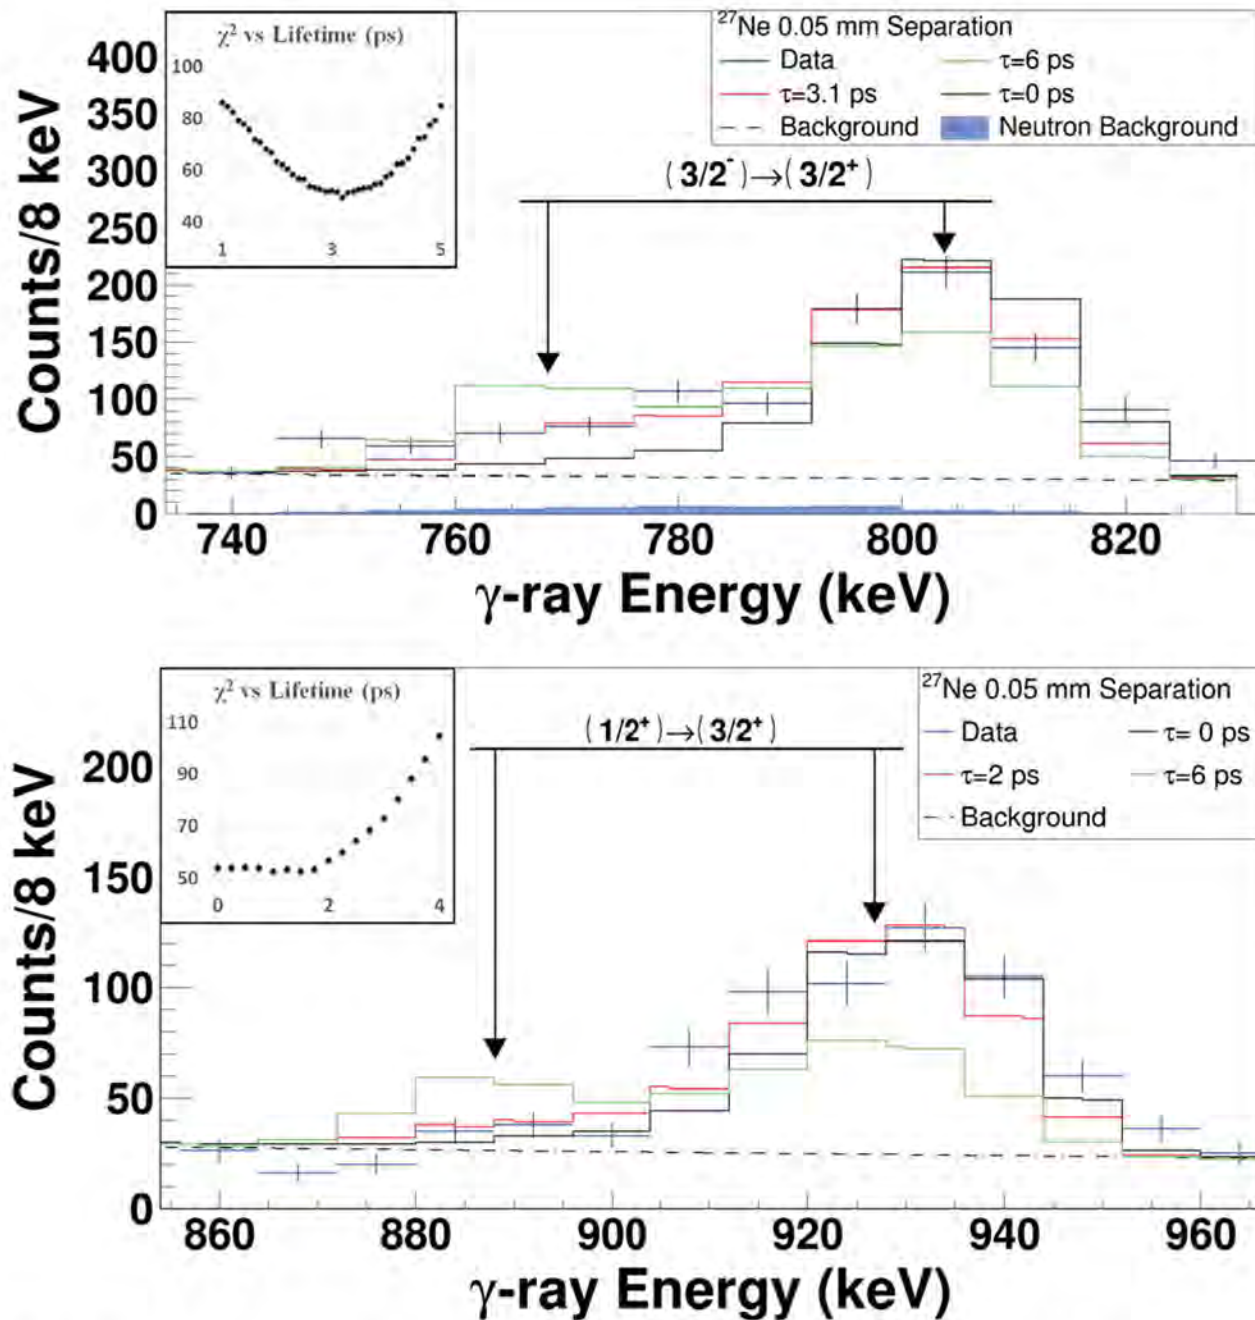 χ² vs Lifetime (ps)
100
80
60
40
1 3 5
²⁷Ne 0.05 mm Separation
Data τ=6 ps
τ=3.1 ps τ=0 ps
Background Neutron Background
(3/2⁻)→(3/2⁺)
Counts/8 keV
400
350
300
250
200
150
100
50
0
740 760 780 800 820
γ-ray Energy (keV)
χ² vs Lifetime (ps)
110
90
70
50
0 2 4
²⁷Ne 0.05 mm Separation
Data τ= 0 ps
τ=2 ps τ=6 ps
Background
(1/2⁺)→(3/2⁺)
Counts/8 keV
200
150
100
50
0
860 880 900 920 940 960
γ-ray Energy (keV)